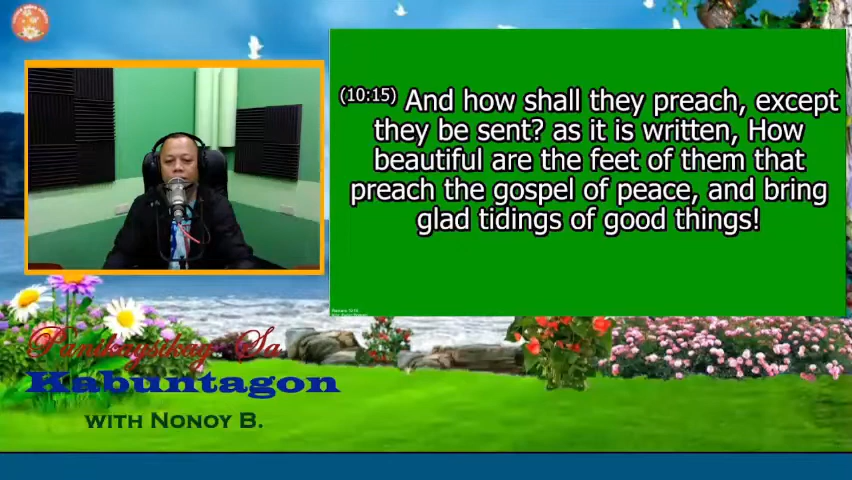 (10:15) And how shall they preach, except
they be sent? as it is written, How
beautiful are the feet of them that
preach the gospel of peace, and bring
glad tidings of good things!
Panikagsikay Sa
Kabuntagon
WITH NONOY B.